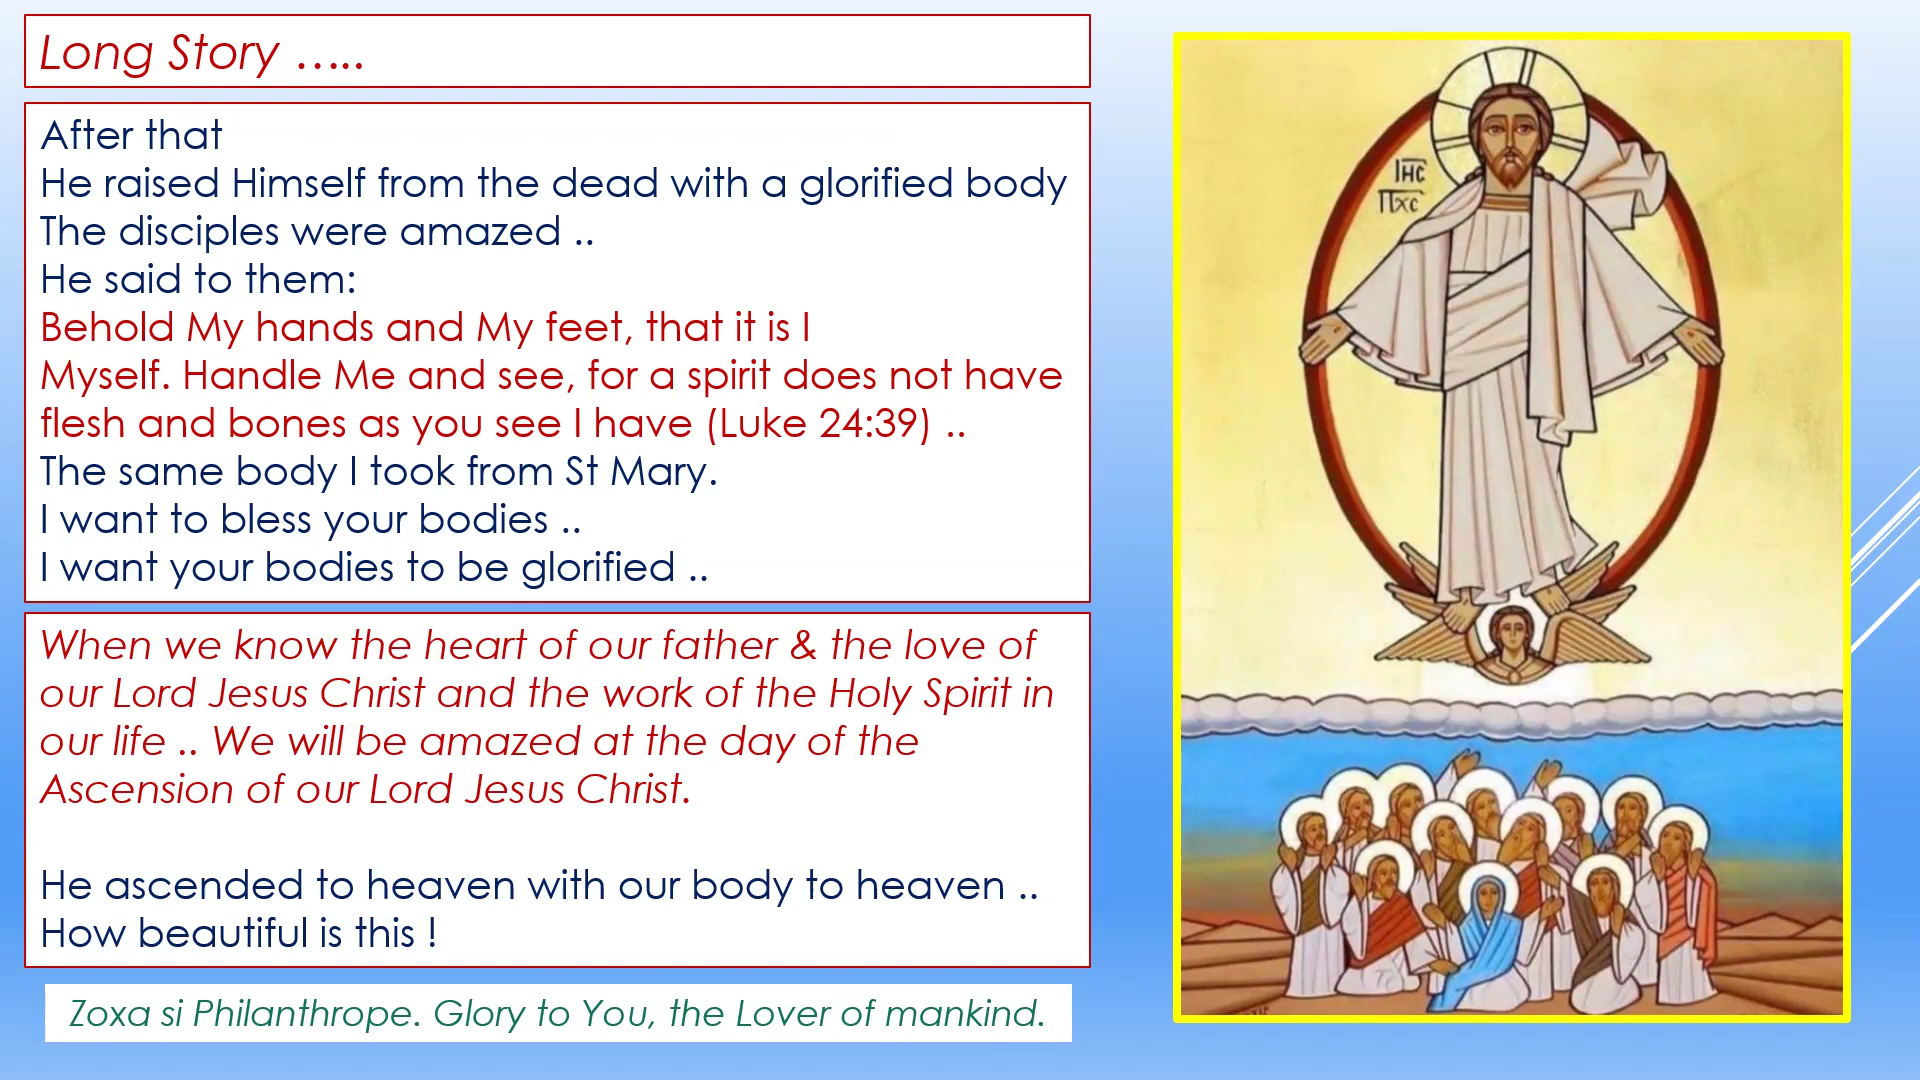 Long Story …..
After that
He raised Himself from the dead with a glorified body
The disciples were amazed ..
He said to them:
Behold My hands and My feet, that it is I
Myself. Handle Me and see, for a spirit does not have
flesh and bones as you see I have (Luke 24:39) ..
The same body I took from St Mary.
I want to bless your bodies ..
I want your bodies to be glorified ..
When we know the heart of our father & the love of
our Lord Jesus Christ and the work of the Holy Spirit in
our life .. We will be amazed at the day of the
Ascension of our Lord Jesus Christ.
He ascended to heaven with our body to heaven ..
How beautiful is this !
Zoxa si Philanthrope. Glory to You, the Lover of mankind.
Ⲓⲏ̅ⲥ̅
Ⲡⲭ̅ⲥ̅